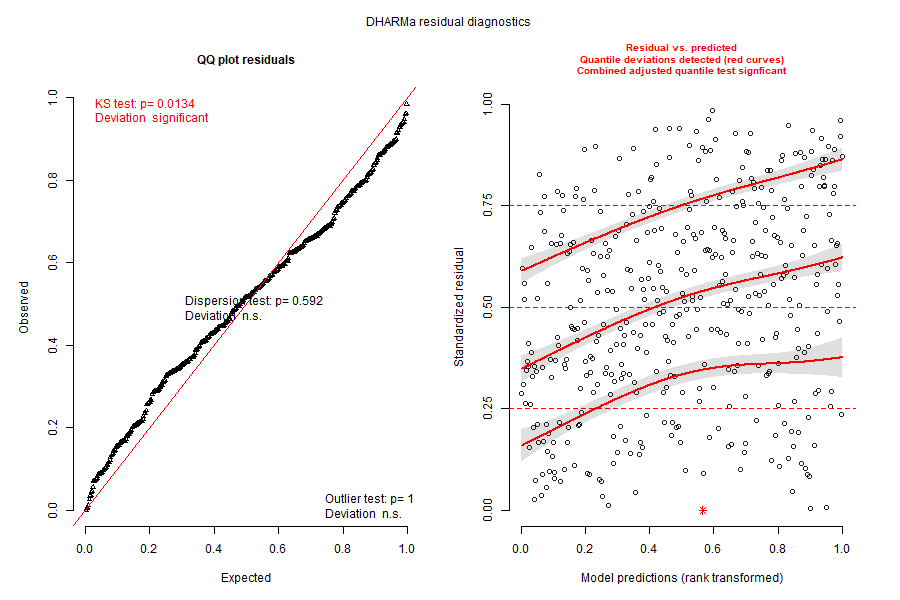 DHARMa residual diagnostics
QQ plot residuals
KS test: p= 0.0134
Deviation significant
Dispersion test: p= 0.592
Deviation n.s.
Outlier test: p= 1
Deviation n.s.
Observed
0.0 0.2 0.4 0.6 0.8 1.0
0.0 0.2 0.4 0.6 0.8 1.0
Expected
Residual vs. predicted
Quantile deviations detected (red curves)
Combined adjusted quantile test signficant
Standardized residual
0.00 0.25 0.50 0.75 1.00
0.0 0.2 0.4 0.6 0.8 1.0
Model predictions (rank transformed)